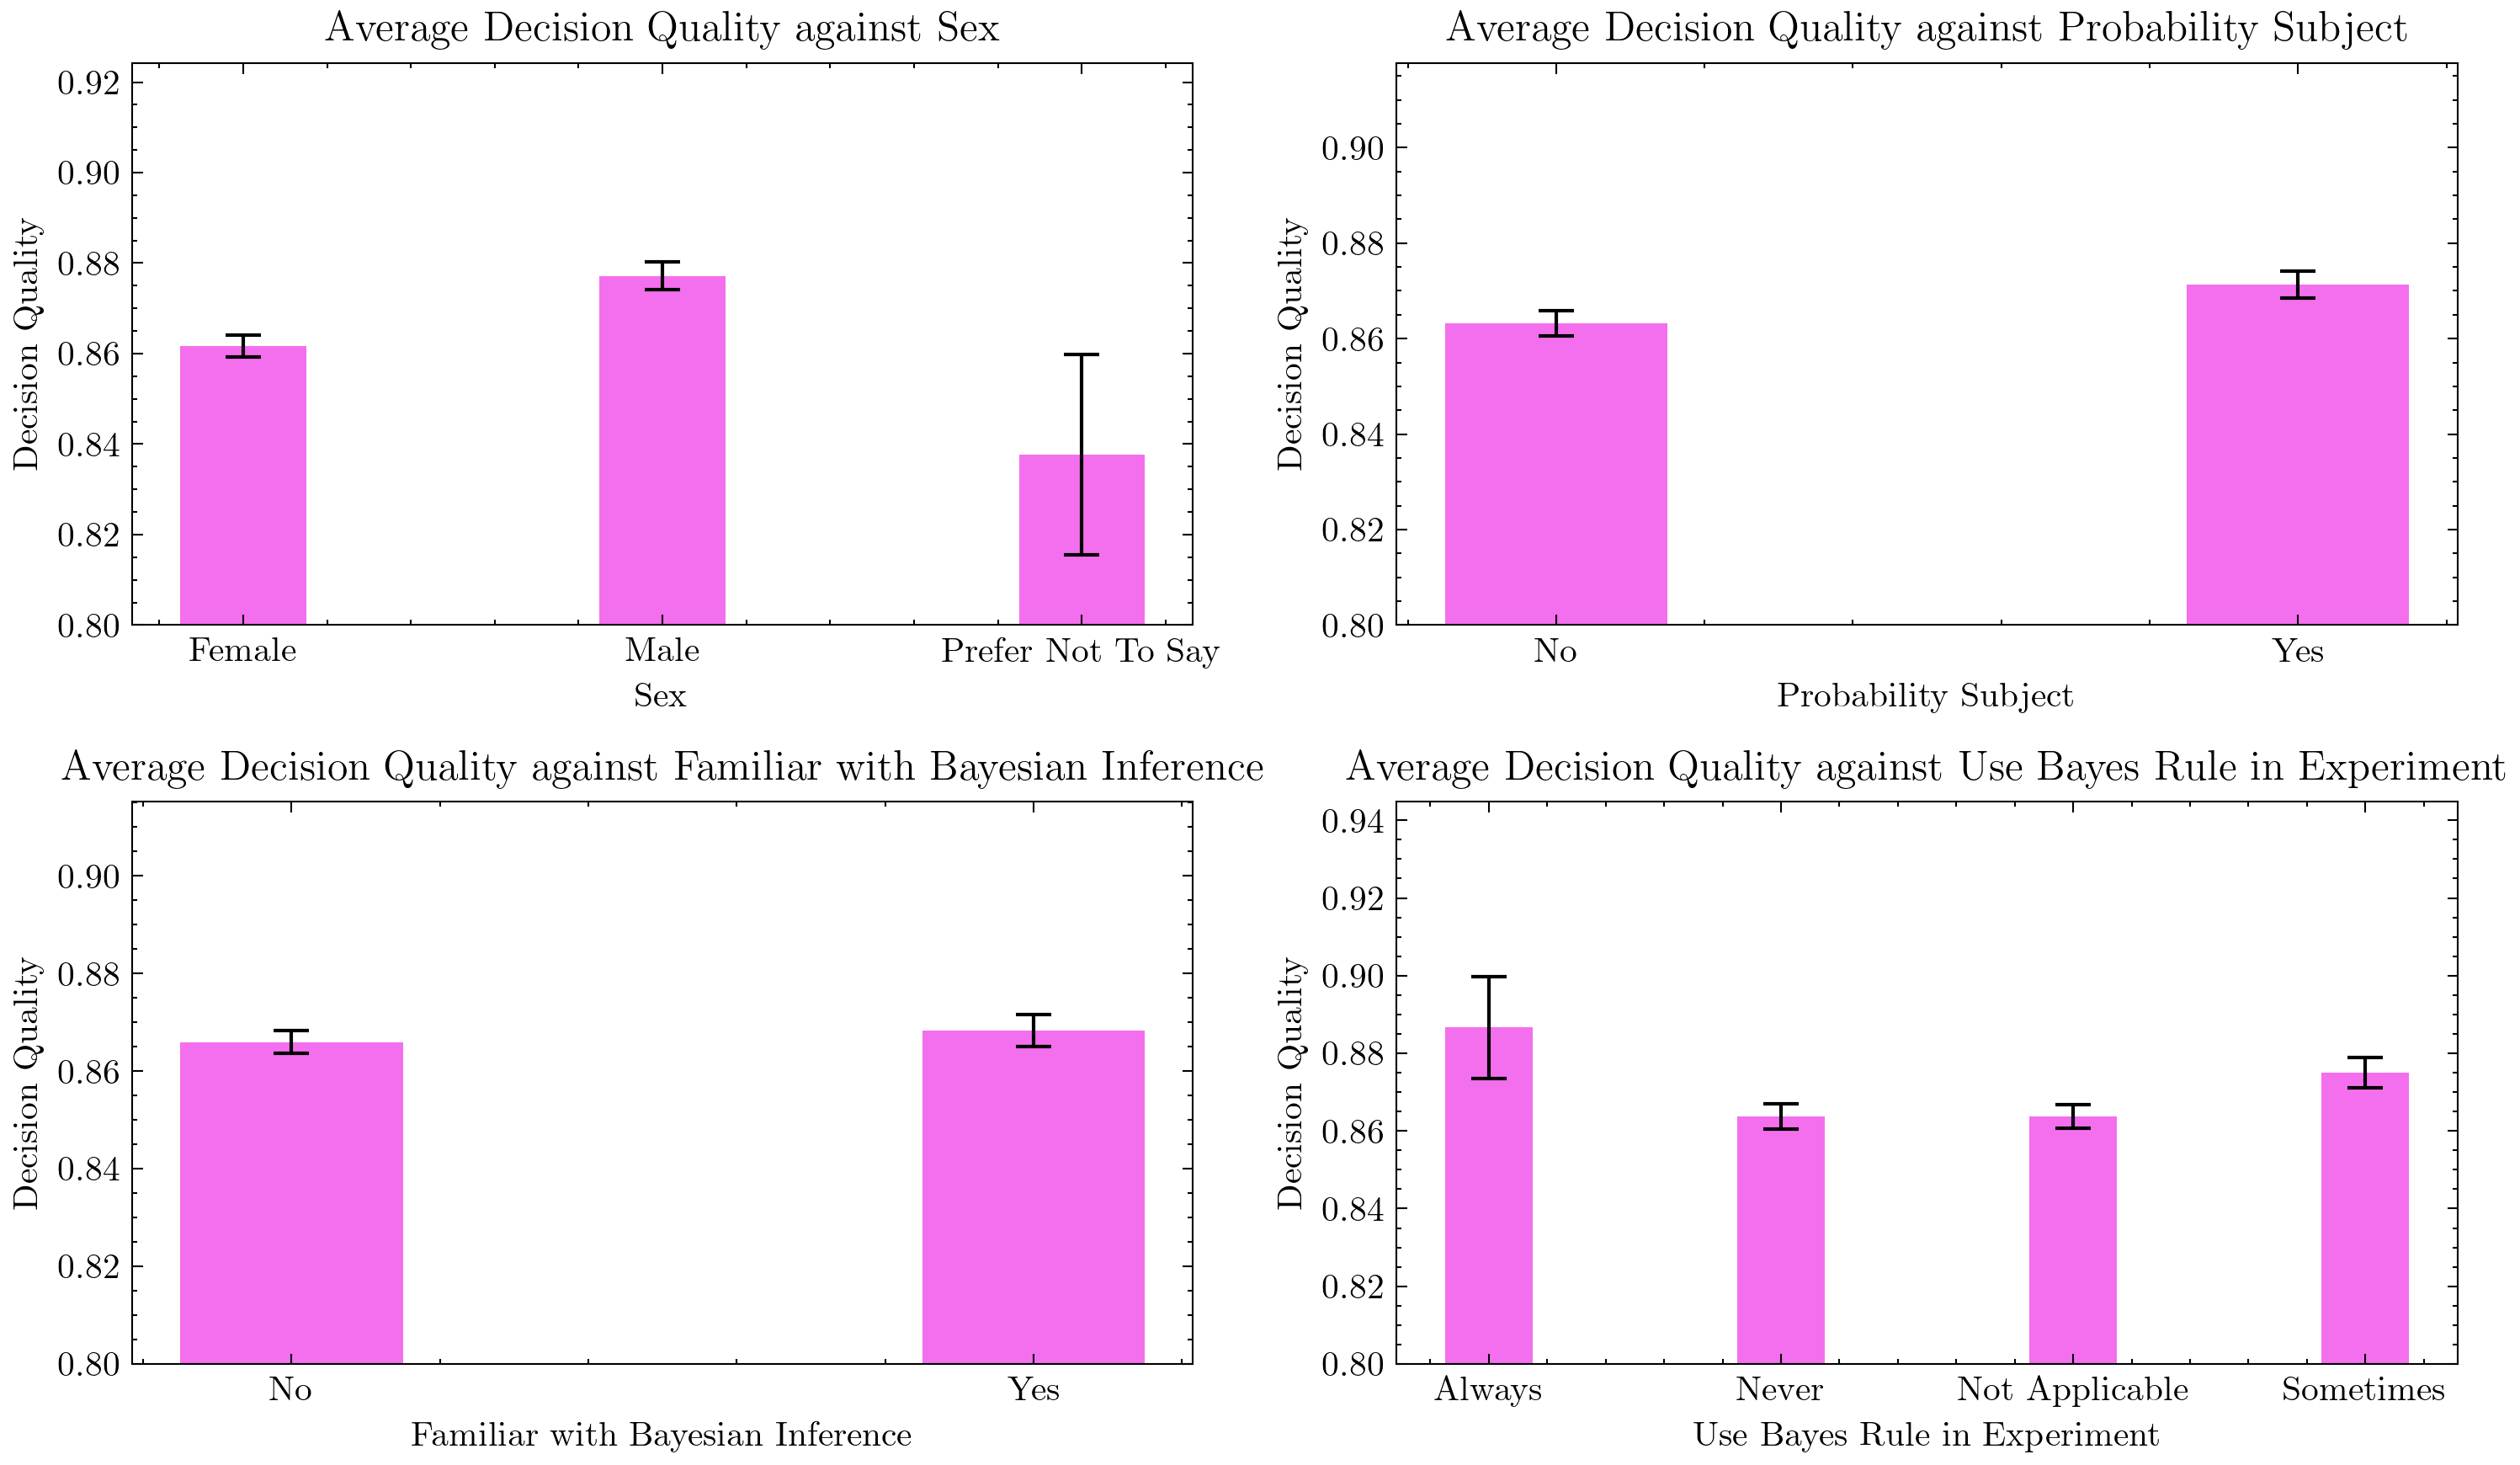 Average Decision Quality against Sex
Decision Quality
0.92
0.90
0.88
0.86
0.84
0.82
0.80
Female Male Prefer Not To Say
Sex
Average Decision Quality against Probability Subject
Decision Quality
0.90
0.88
0.86
0.84
0.82
0.80
No Yes
Probability Subject
Average Decision Quality against Familiar with Bayesian Inference
Decision Quality
0.90
0.88
0.86
0.84
0.82
0.80
No Yes
Familiar with Bayesian Inference
Average Decision Quality against Use Bayes Rule in Experiment
Decision Quality
0.94
0.92
0.90
0.88
0.86
0.84
0.82
0.80
Always Never Not Applicable Sometimes
Use Bayes Rule in Experiment